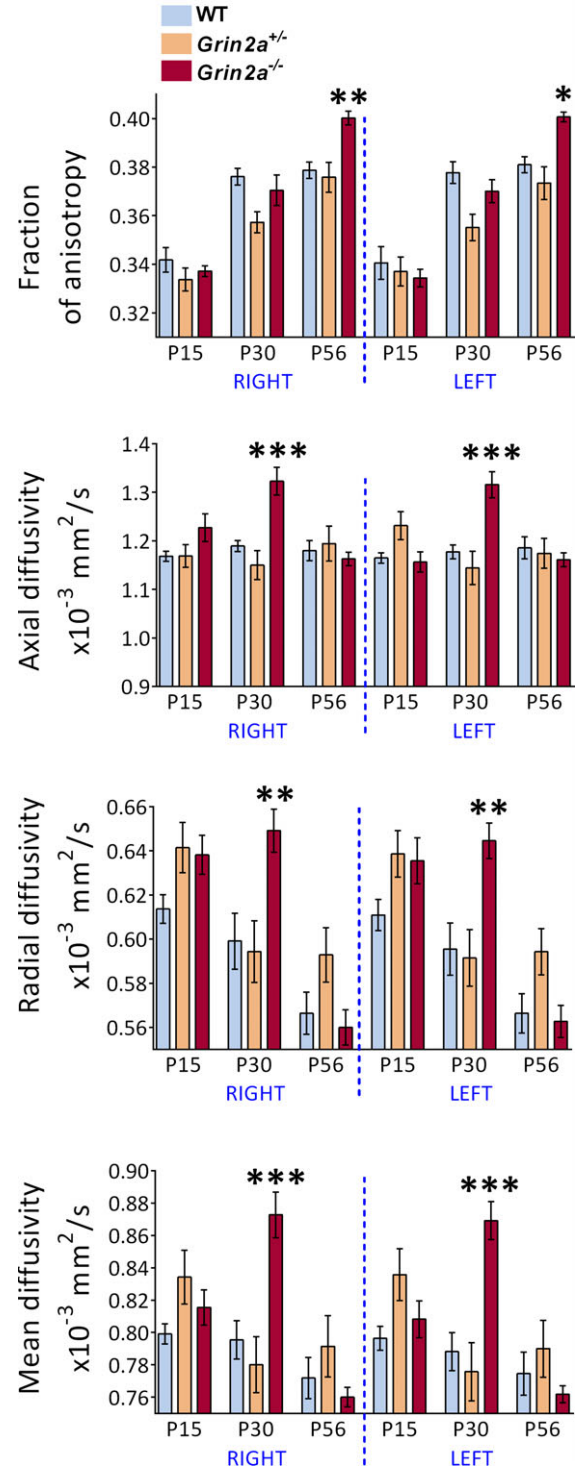 WT
Grin2a+/-
Grin2a-/-
Fraction
of anisotropy
0.40
0.38
0.36
0.34
0.32
**
*
P15 P30 P56 P15 P30 P56
RIGHT LEFT
Axial diffusivity
x10-3 mm2/s
1.4
1.3
1.2
1.1
1.0
0.9
***
***
P15 P30 P56 P15 P30 P56
RIGHT LEFT
Radial diffusivity
x10-3 mm2/s
0.66
0.64
0.62
0.60
0.58
0.56
**
**
P15 P30 P56 P15 P30 P56
RIGHT LEFT
Mean diffusivity
x10-3 mm2/s
0.90
0.88
0.86
0.82
0.80
0.78
0.76
***
***
P15 P30 P56 P15 P30 P56
RIGHT LEFT